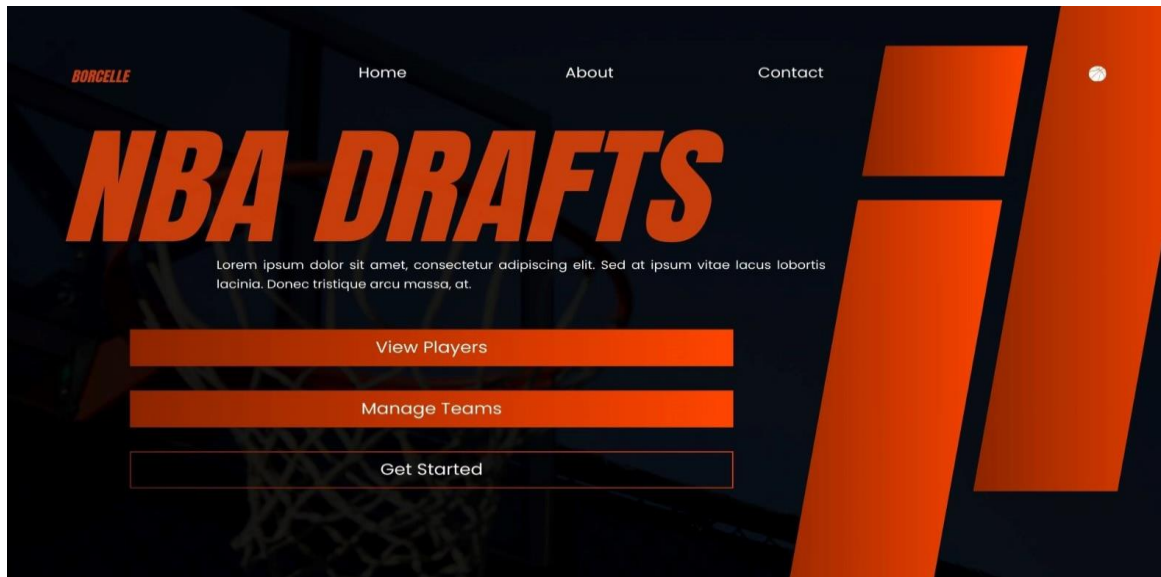 BORCELLE
Home
About
Contact
NBA DRAFTS
Lorem ipsum dolor sit amet, consectetur adipiscing elit. Sed at ipsum vitae lacus lobortis
lacinia. Donec tristique arcu massa, at.
View Players
Manage Teams
Get Started